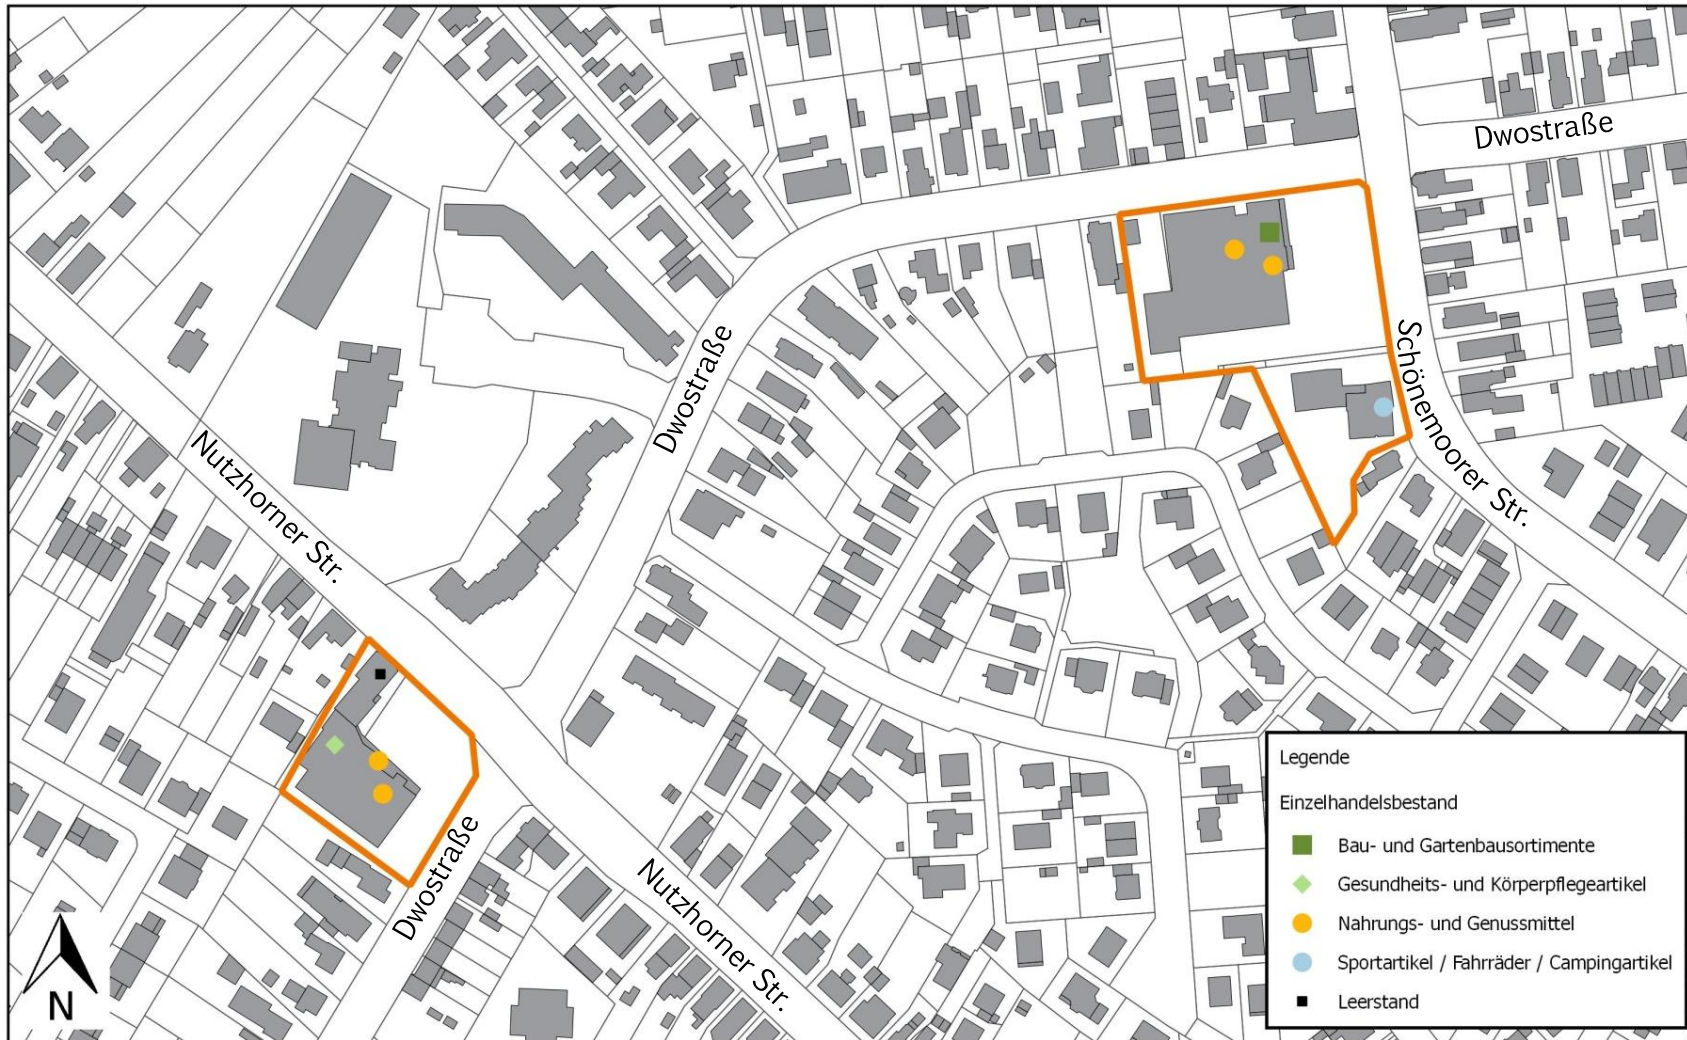 Dwostraße
Dwostraße
Schönemoorer Str.
Nutzhorner Str.
Dwostraße
Nutzhorner Str.
N
Legende
Einzelhandelsbestand
Bau- und Gartenbausortimente
Gesundheits- und Körperpflegeartikel
Nahrungs- und Genussmittel
Sportartikel / Fahrräder / Campingartikel
Leerstand